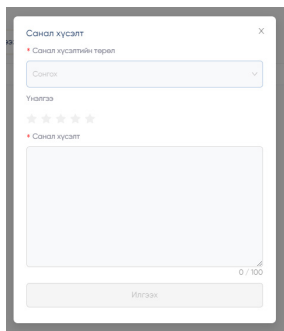 Санал хүсэлт
* Санал хүсэлтийн төрөл
Сонгох
Үнэлгээ
* Санал хүсэлт
0 / 100
Илгээх